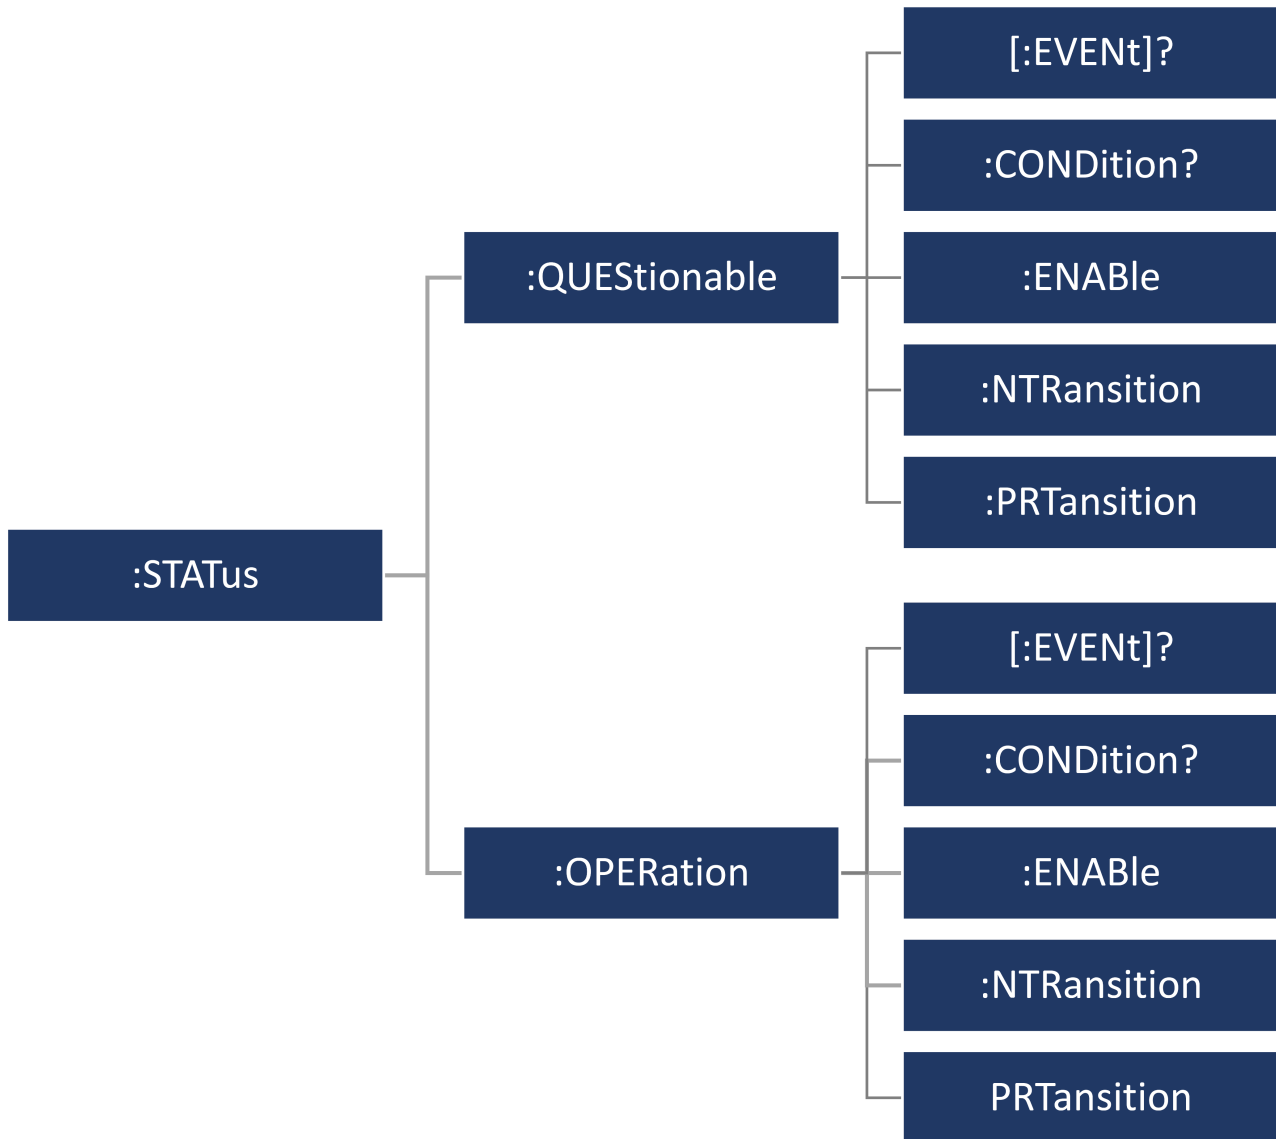 :STATus
:QUEStionable
[:EVENt]?
:CONDition?
:ENABle
:NTRansition
:PRTansition
:OPERation
[:EVENt]?
:CONDition?
:ENABle
:NTRansition
PRTansition